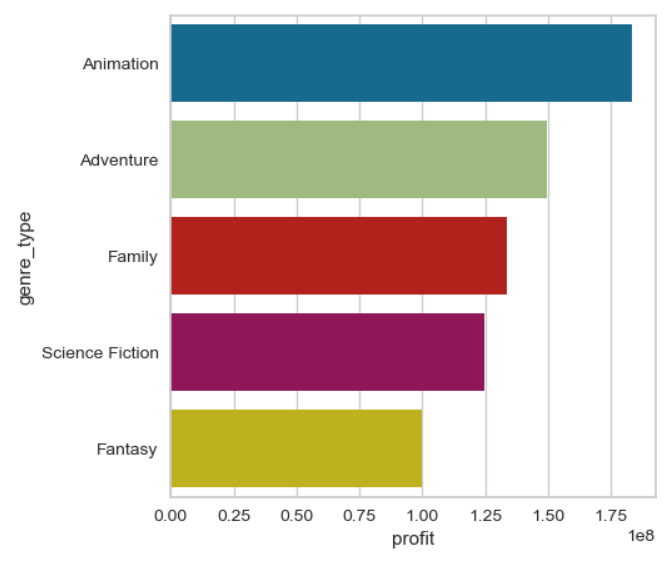 Animation
Adventure
Family
Science Fiction
Fantasy
genre_type
0.00 0.25 0.50 0.75 1.00 1.25 1.50 1.75
1e8
profit